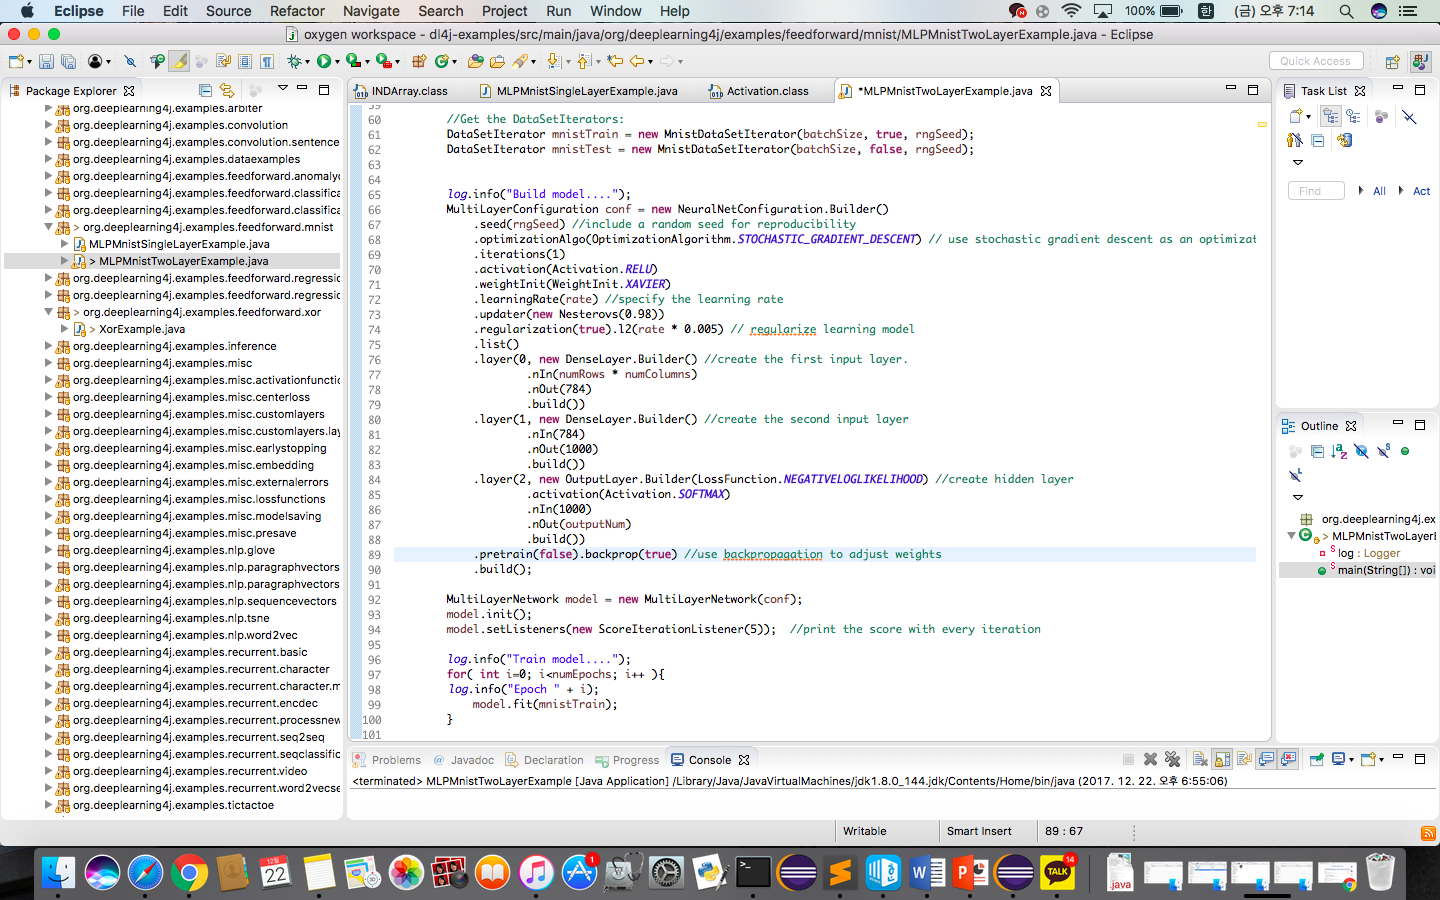 Eclipse File Edit Source Refactor Navigate Search Project Run Window Help 100% 한 (금) 오후 7:14
oxygen workspace - dl4j-examples/src/main/java/org/deeplearning4j/examples/feedforward/mnist/MLPMnistTwoLayerExample.java - Eclipse
Quick Access
Package Explorer
org.deeplearning4j.examples.arbiter
org.deeplearning4j.examples.convolution
org.deeplearning4j.examples.convolution.sentence
org.deeplearning4j.examples.dataexamples
org.deeplearning4j.examples.feedforward.anomaly
org.deeplearning4j.examples.feedforward.classifica
org.deeplearning4j.examples.feedforward.classifica
> org.deeplearning4j.examples.feedforward.mnist
MLPMnistSingleLayerExample.java
> MLPMnistTwoLayerExample.java
org.deeplearning4j.examples.feedforward.regressio
org.deeplearning4j.examples.feedforward.regressio
> org.deeplearning4j.examples.feedforward.xor
> XorExample.java
org.deeplearning4j.examples.inference
org.deeplearning4j.examples.misc
org.deeplearning4j.examples.misc.activationfunctio
org.deeplearning4j.examples.misc.centerloss
org.deeplearning4j.examples.misc.customlayers
org.deeplearning4j.examples.misc.customlayers.lay
org.deeplearning4j.examples.misc.earlystopping
org.deeplearning4j.examples.misc.embedding
org.deeplearning4j.examples.misc.externalerrors
org.deeplearning4j.examples.misc.lossfunctions
org.deeplearning4j.examples.misc.modelsaving
org.deeplearning4j.examples.misc.presave
org.deeplearning4j.examples.nlp.glove
org.deeplearning4j.examples.nlp.paragraphvectors
org.deeplearning4j.examples.nlp.paragraphvectors
org.deeplearning4j.examples.nlp.sequencevectors
org.deeplearning4j.examples.nlp.tsne
org.deeplearning4j.examples.nlp.word2vec
org.deeplearning4j.examples.recurrent.basic
org.deeplearning4j.examples.recurrent.character
org.deeplearning4j.examples.recurrent.character.m
org.deeplearning4j.examples.recurrent.encdec
org.deeplearning4j.examples.recurrent.processnew
org.deeplearning4j.examples.recurrent.seq2seq
org.deeplearning4j.examples.recurrent.seqclassific
org.deeplearning4j.examples.recurrent.video
org.deeplearning4j.examples.recurrent.word2vecse
org.deeplearning4j.examples.tictactoe
INDArray.class MLPMnistSingleLayerExample.java Activation.class *MLPMnistTwoLayerExample.java
59
60 //Get the DataSetIterators:
61 DataSetIterator mnistTrain = new MnistDataSetIterator(batchSize, true, rngSeed);
62 DataSetIterator mnistTest = new MnistDataSetIterator(batchSize, false, rngSeed);
63
64
65 log.info("Build model....");
66 MultiLayerConfiguration conf = new NeuralNetConfiguration.Builder()
67 .seed(rngSeed) //include a random seed for reproducibility
68 .optimizationAlgo(OptimizationAlgorithm.STOCHASTIC_GRADIENT_DESCENT) // use stochastic gradient descent as an optimizat
69 .iterations(1)
70 .activation(Activation.RELU)
71 .weightInit(WeightInit.XAVIER)
72 .learningRate(rate) //specify the learning rate
73 .updater(new Nesterovs(0.98))
74 .regularization(true).l2(rate * 0.005) // regularize learning model
75 .list()
76 .layer(0, new DenseLayer.Builder() //create the first input layer.
77 .nIn(numRows * numColumns)
78 .nOut(784)
79 .build())
80 .layer(1, new DenseLayer.Builder() //create the second input layer
81 .nIn(784)
82 .nOut(1000)
83 .build())
84 .layer(2, new OutputLayer.Builder(LossFunction.NEGATIVELOGLIKELIHOOD) //create hidden layer
85 .activation(Activation.SOFTMAX)
86 .nIn(1000)
87 .nOut(outputNum)
88 .build())
89 .pretrain(false).backprop(true) //use backpropagation to adjust weights
90 .build();
91
92 MultiLayerNetwork model = new MultiLayerNetwork(conf);
93 model.init();
94 model.setListeners(new ScoreIterationListener(5)); //print the score with every iteration
95
96 log.info("Train model....");
97 for( int i=0; i<numEpochs; i++ ){
98 log.info("Epoch " + i);
99 model.fit(mnistTrain);
100 }
101
Task List
Find All Act
Outline
org.deeplearning4j.ex
> MLPMnistTwoLayerE
log : Logger
main(String[]) : voi
Problems Javadoc Declaration Progress Console
<terminated> MLPMnistTwoLayerExample [Java Application] /Library/Java/JavaVirtualMachines/jdk1.8.0_144.jdk/Contents/Home/bin/java (2017. 12. 22. 오후 6:55:06)
Writable Smart Insert 89 : 67
12월
22
1
14
TALK
.java